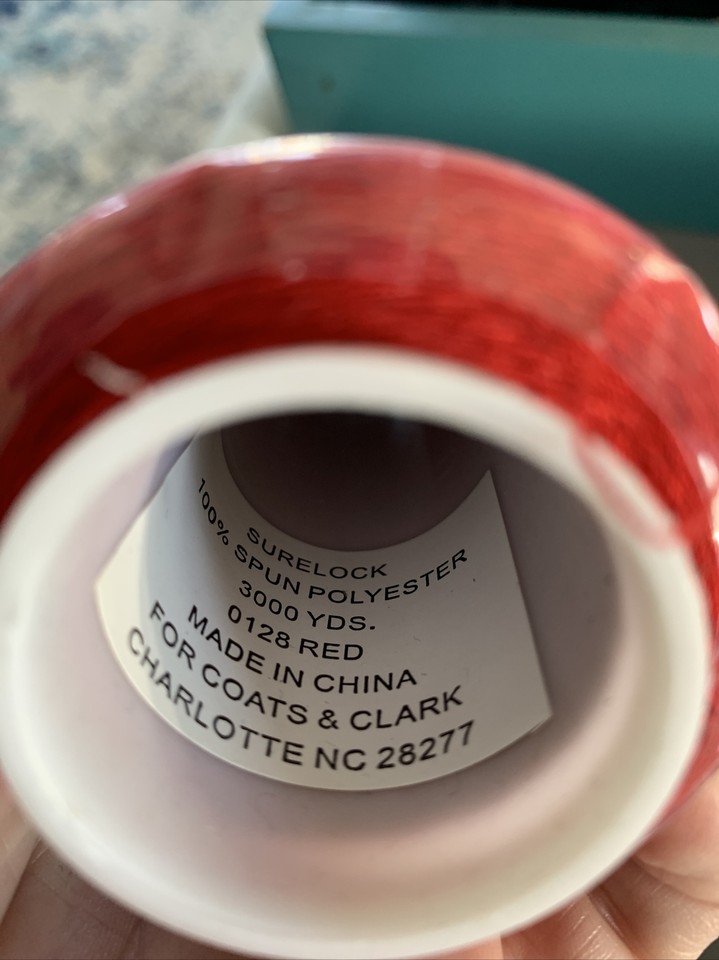 SURELOCK
100% SPUN POLYESTER
3000 YDS.
0128 RED
MADE IN CHINA
FOR COATS & CLARK
CHARLOTTE NC 28277